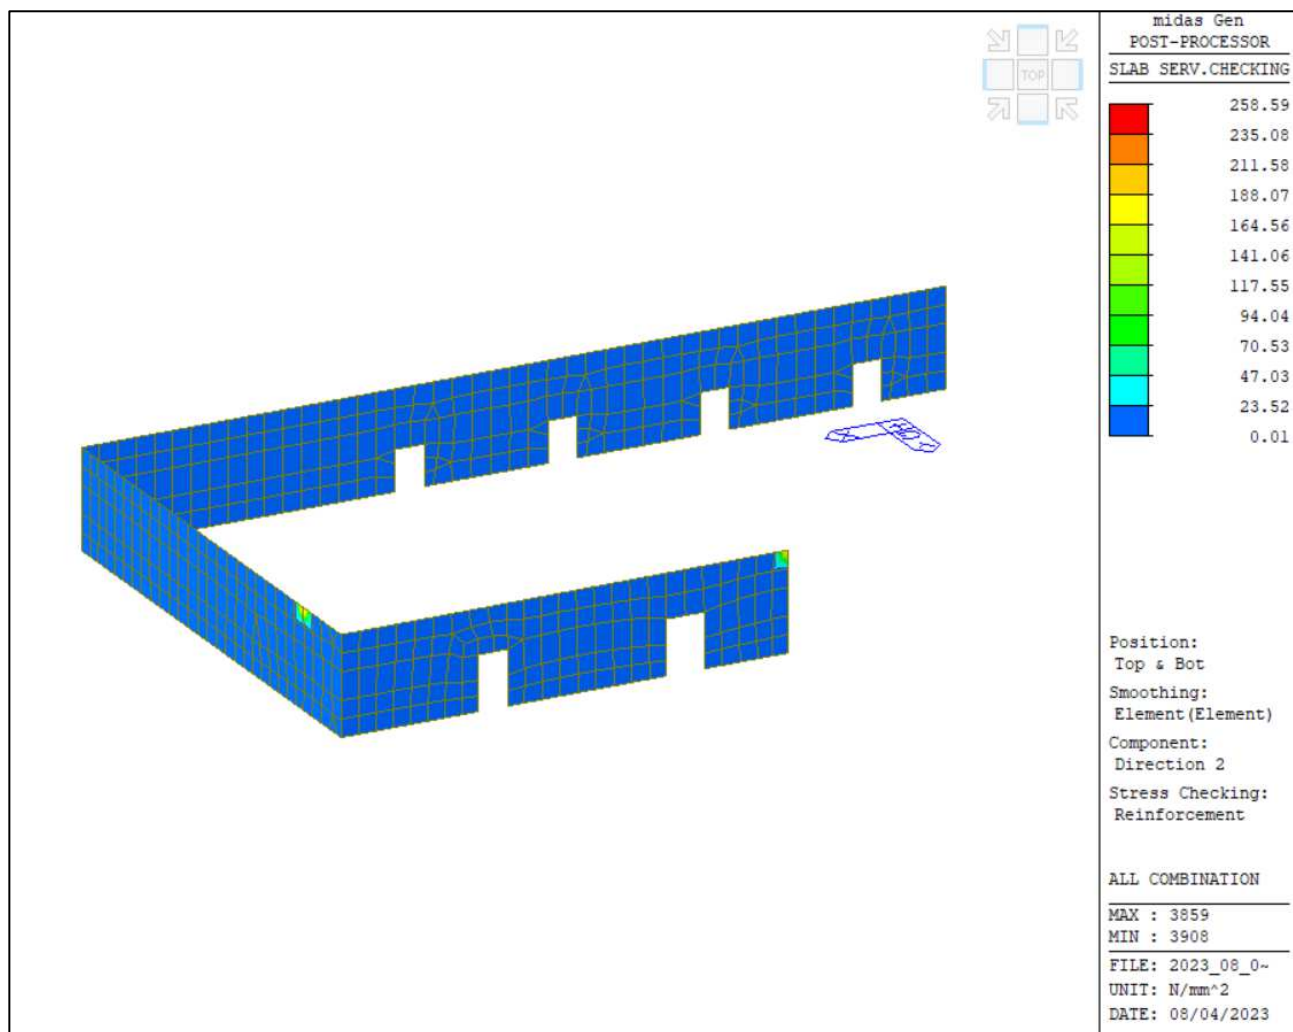 TOP
midas Gen
POST-PROCESSOR
SLAB SERV.CHECKING
258.59
235.08
211.58
188.07
164.56
141.06
117.55
94.04
70.53
47.03
23.52
0.01
Position:
Top & Bot
Smoothing:
Element(Element)
Component:
Direction 2
Stress Checking:
Reinforcement
ALL COMBINATION
MAX : 3859
MIN : 3908
FILE: 2023_08_0~
UNIT: N/mm^2
DATE: 08/04/2023